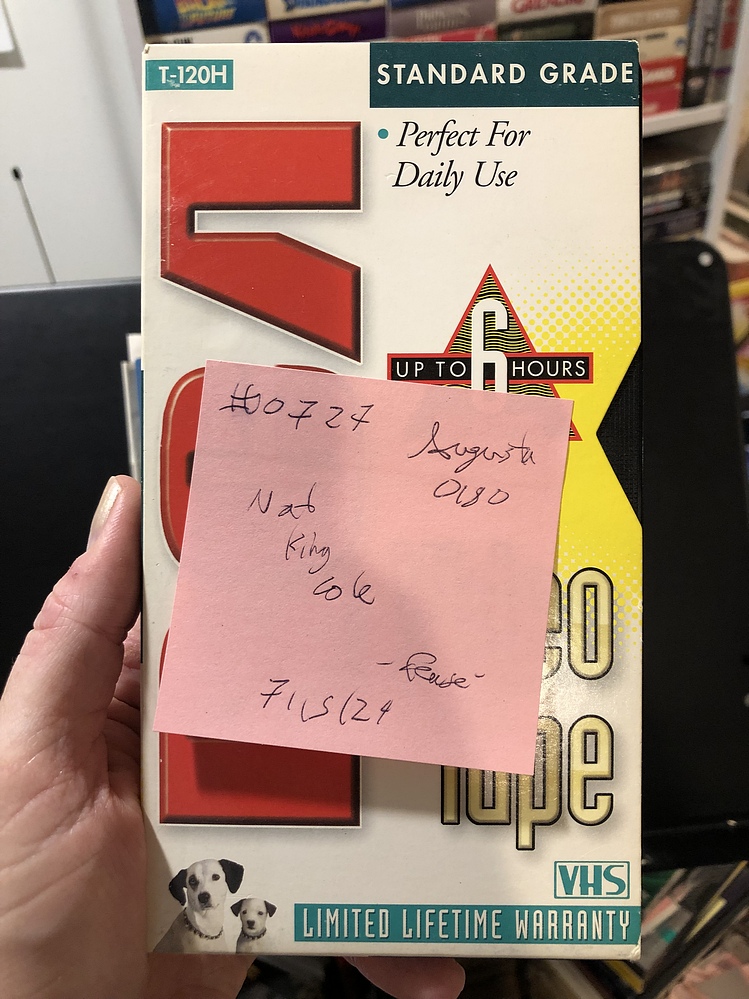 T-120H
STANDARD GRADE
• Perfect For
Daily Use
UP TO 6 HOURS
#0727
Augusta
0180
Nat
King
Cole
7/15/24
Tape
VHS
LIMITED LIFETIME WARRANTY